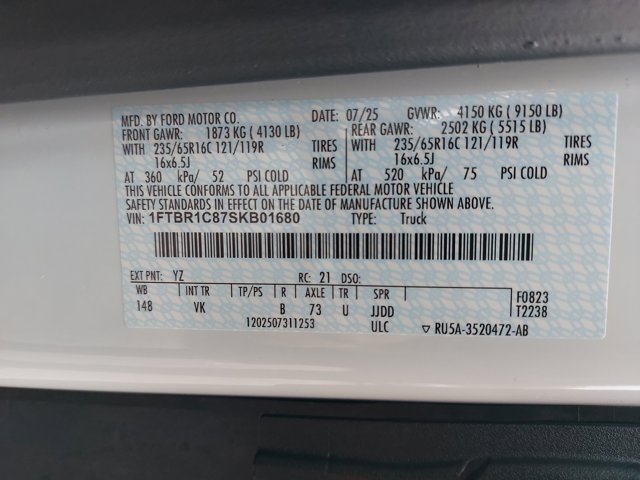 MFD. BY FORD MOTOR CO. DATE: 07/25 GVWR: 4150 KG ( 9150 LB)
FRONT GAWR: 1873 KG ( 4130 LB) REAR GAWR: 2502 KG ( 5515 LB)
WITH 235/65R16C 121/119R TIRES WITH 235/65R16C 121/119R TIRES
16x6.5J RIMS 16x6.5J RIMS
AT 360 kPa/ 52 PSI COLD AT 520 kPa/ 75 PSI COLD
THIS VEHICLE CONFORMS TO ALL APPLICABLE FEDERAL MOTOR VEHICLE
SAFETY STANDARDS IN EFFECT ON THE DATE OF MANUFACTURE SHOWN ABOVE.
VIN: 1FTBR1C87SKB01680 TYPE: Truck
EXT PNT: YZ RC: 21 DSO:
WB INT TR TP/PS R AXLE TR SPR F0823
148 VK B 73 U JJDD T2238
1202507311253 ULC ▽ RU5A-3520472-AB